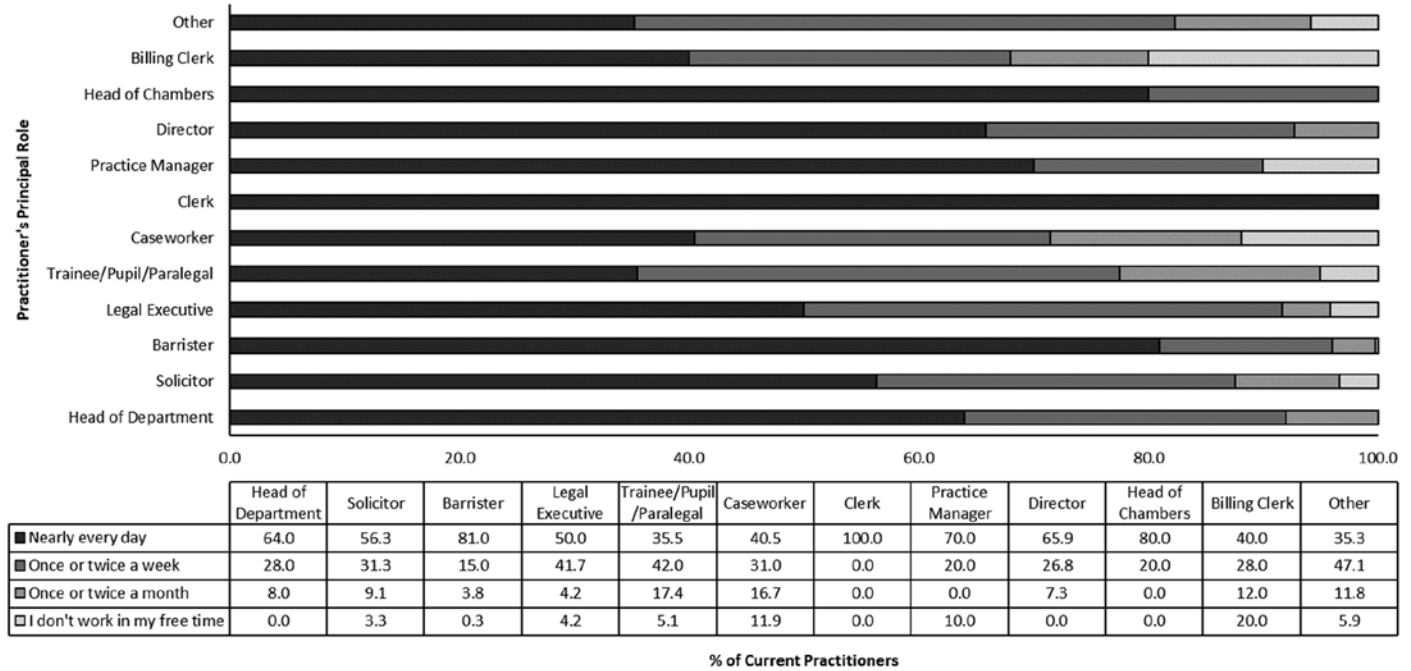 Practitioner's Principal Role
Other
Billing Clerk
Head of Chambers
Director
Practice Manager
Clerk
Caseworker
Trainee/Pupil/Paralegal
Legal Executive
Barrister
Solicitor
Head of Department
0.0 20.0 40.0 60.0 80.0 100.0
Head of Department Solicitor Barrister Legal Executive Trainee/Pupil/Paralegal Caseworker Clerk Practice Manager Director Head of Chambers Billing Clerk Other
Nearly every day 64.0 56.3 81.0 50.0 35.5 40.5 100.0 70.0 65.9 80.0 40.0 35.3
Once or twice a week 28.0 31.3 15.0 41.7 42.0 31.0 0.0 20.0 26.8 20.0 28.0 47.1
Once or twice a month 8.0 9.1 3.8 4.2 17.4 16.7 0.0 0.0 7.3 0.0 12.0 11.8
I don't work in my free time 0.0 3.3 0.3 4.2 5.1 11.9 0.0 10.0 0.0 0.0 20.0 5.9
% of Current Practitioners